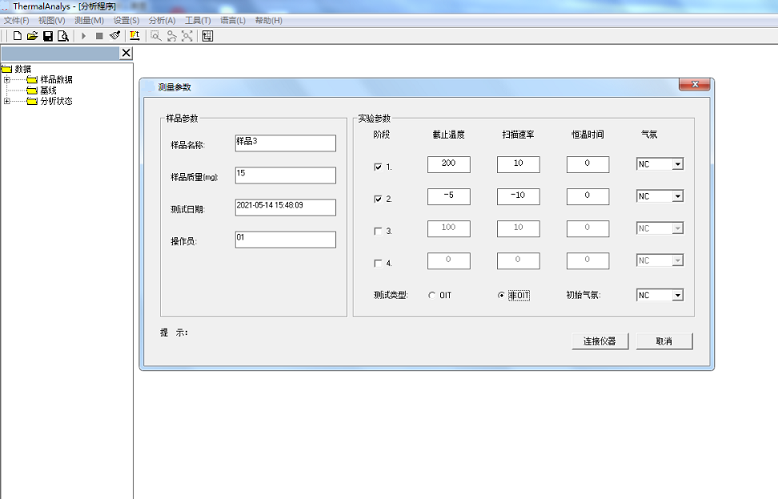 ThermalAnalys - [分析程序]
文件(F) 视图(V) 测量(M) 设置(S) 分析(A) 工具(T) 语言(L) 帮助(H)
数据
样品数据
基线
分析状态
测量参数
样品参数
样品名称: 样品3
样品质量(mg): 15
测试日期: 2021-05-14 15:48:09
操作员: 01
实验参数
阶段 截止温度 扫描速率 恒温时间 气氛
1. 200 10 0 NC
2. -5 -10 0 NC
3. 100 10 0 NC
4. 0 0 0 NC
测试类型: OIT 非OIT 初始气氛: NC
提 示:
连接仪器 取消